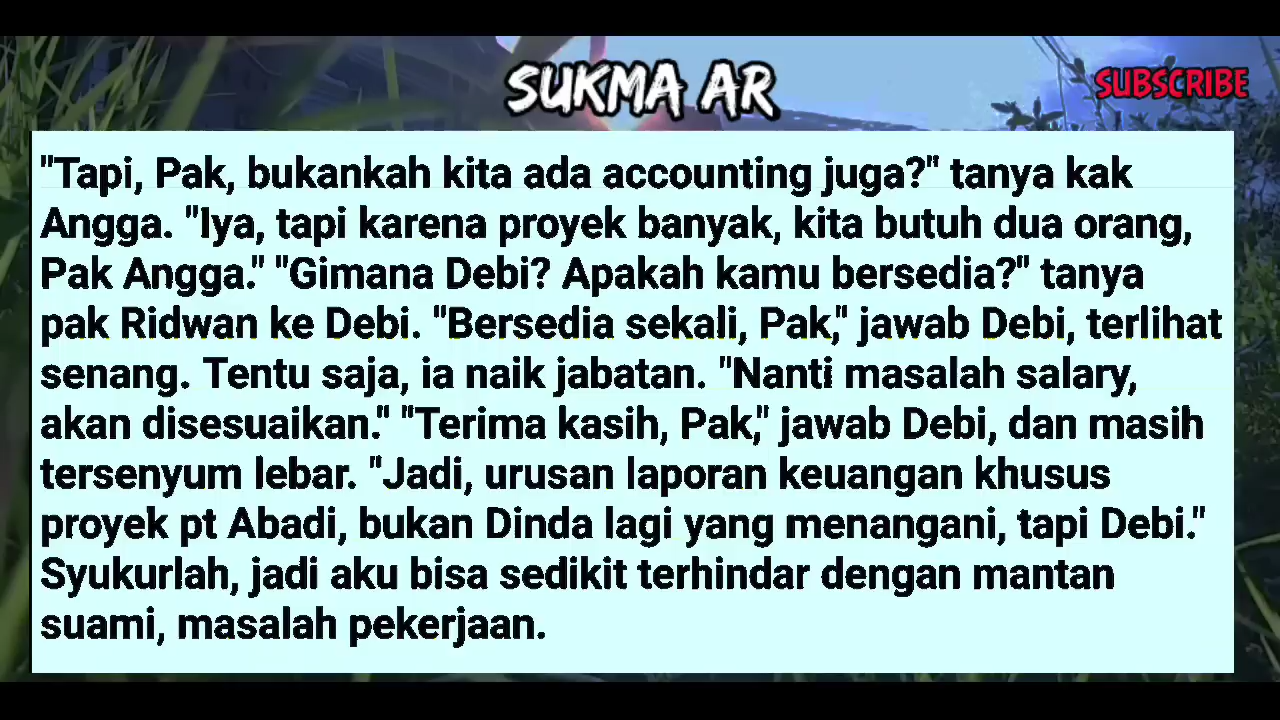 SUKMA AR
SUBSCRIBE
"Tapi, Pak, bukankah kita ada accounting juga?" tanya kak
Angga. "Iya, tapi karena proyek banyak, kita butuh dua orang,
Pak Angga." "Gimana Debi? Apakah kamu bersedia?" tanya
pak Ridwan ke Debi. "Bersedia sekali, Pak," jawab Debi, terlihat
senang. Tentu saja, ia naik jabatan. "Nanti masalah salary,
akan disesuaikan." "Terima kasih, Pak," jawab Debi, dan masih
tersenyum lebar. "Jadi, urusan laporan keuangan khusus
proyek pt Abadi, bukan Dinda lagi yang menangani, tapi Debi."
Syukurlah, jadi aku bisa sedikit terhindar dengan mantan
suami, masalah pekerjaan.